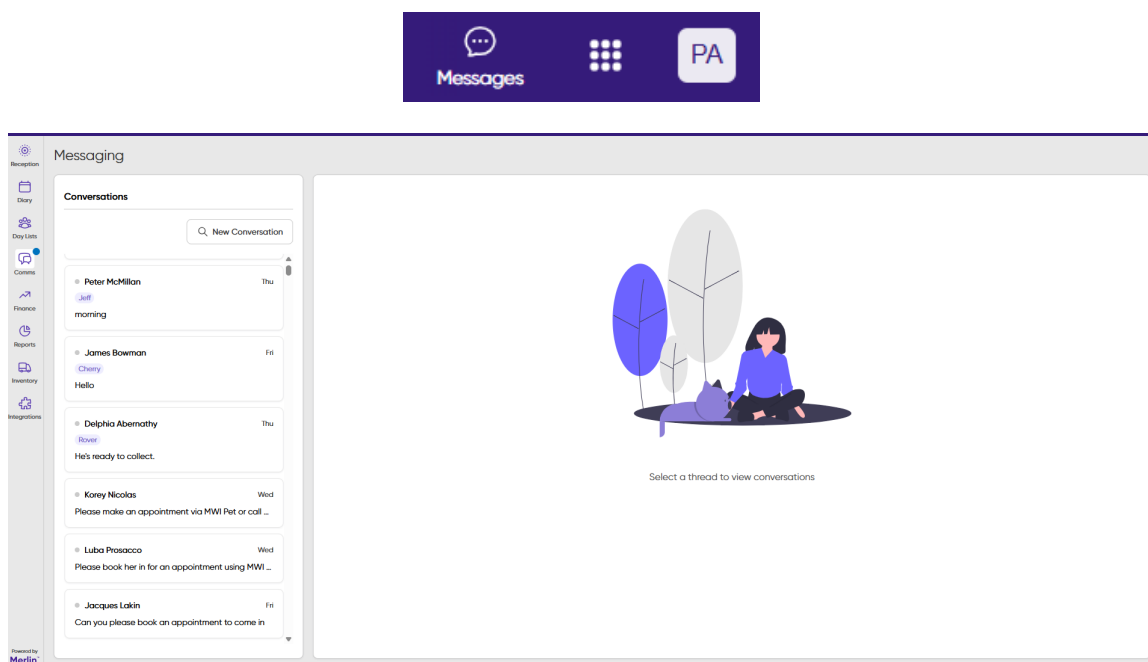 Messages
PA
Messaging
Reception
Diary
Day Lists
Comms
Finance
Reports
Inventory
Integrations
Powered by
Merlin
Conversations
New Conversation
Peter McMillan Thu
Jeff
morning
James Bowman Fri
Cherry
Hello
Delphia Abernathy Thu
Rover
He's ready to collect.
Korey Nicolas Wed
Please make an appointment via MWI Pet or call ...
Luba Prosacco Wed
Please book her in for an appointment using MWI ...
Jacques Lakin Fri
Can you please book an appointment to come in
Select a thread to view conversations